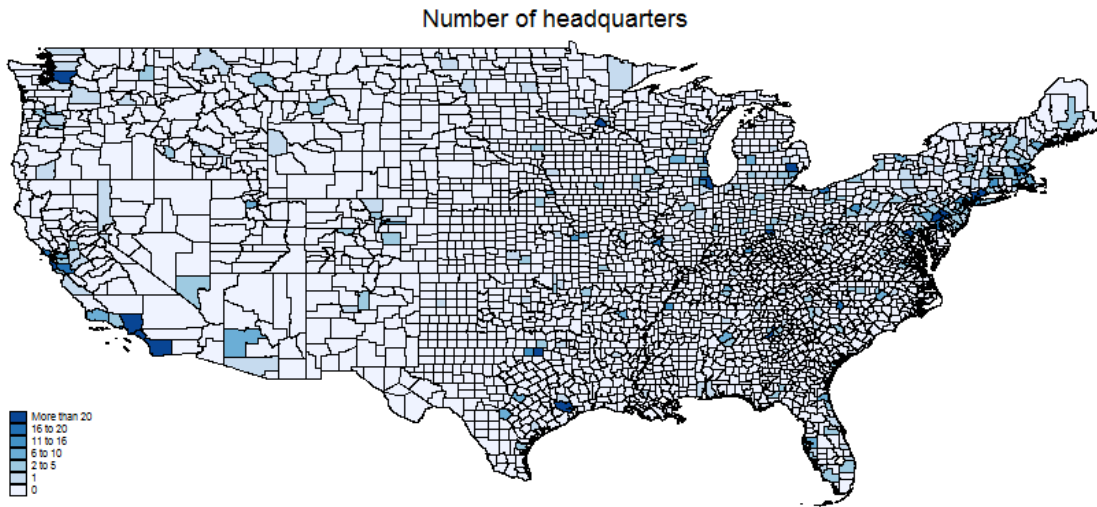 Number of headquarters
More than 20
16 to 20
11 to 16
6 to 10
2 to 5
1
0